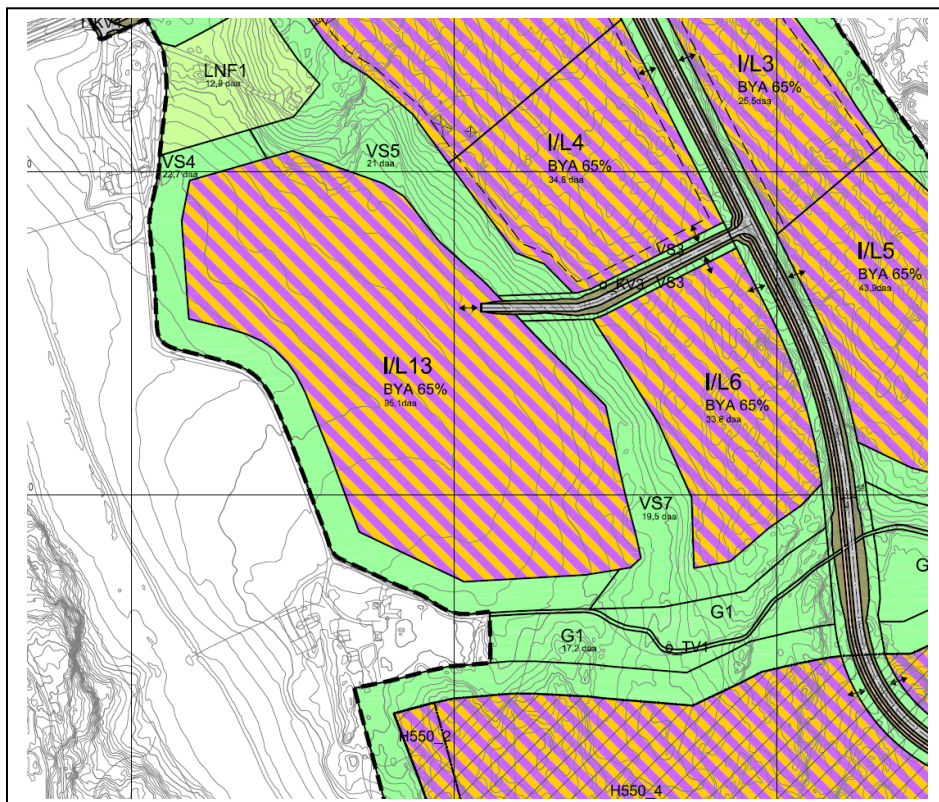 I/L3
BYA 65%
25,5daa
LNF1
12,9 daa
I/L4
BYA 65%
34,8 daa
VS5
21 daa
VS4
22,7 daa
VS3
I/L5
BYA 65%
43,9daa
o_KV3
VS3
I/L13
BYA 65%
95,1daa
I/L6
BYA 65%
33,8 daa
VS7
19,5 daa
G1
G1
17,2 daa
o_TV1
H550_2
H550_4